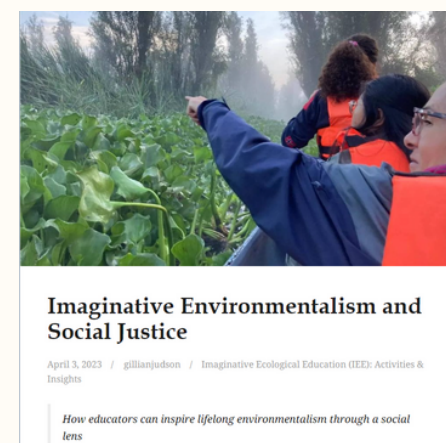 Imaginative Environmentalism and
Social Justice
April 3, 2023 / gillianjudson / Imaginative Ecological Education (IEE): Activities &
Insights
How educators can inspire lifelong environmentalism through a social
lens